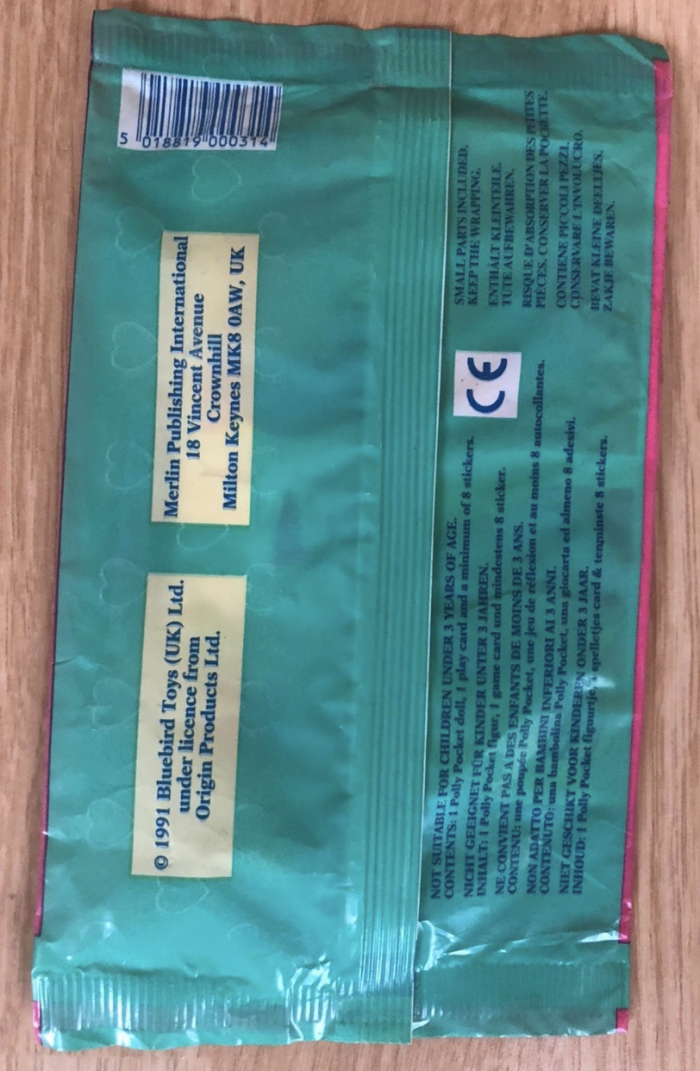 5 018819 000314
Merlin Publishing International
18 Vincent Avenue
Crownhill
Milton Keynes MK8 0AW, UK
© 1991 Bluebird Toys (UK) Ltd.
under licence from
Origin Products Ltd.
SMALL PARTS INCLUDED.
KEEP THE WRAPPING.
ENTHÄLT KLEINTEILE.
TÜTE AUFBEWAHREN.
RISQUE D'ABSORPTION DES PETITES
PIÈCES, CONSERVER LA POCHETTE.
CONTIENE PICCOLI PEZZI.
CONSERVARE L'INVOLUCRO.
BEVAT KLEINE DEELTJES.
ZAKJE BEWAREN.
CE
NOT SUITABLE FOR CHILDREN UNDER 3 YEARS OF AGE.
CONTENTS: 1 Polly Pocket doll, 1 play card and a minimum of 8 stickers.
NICHT GEEIGNET FÜR KINDER UNTER 3 JAHREN.
INHALT: 1 Polly Pocket figur, 1 game card und mindestens 8 sticker.
NE CONVIENT PAS A DES ENFANTS DE MOINS DE 3 ANS.
CONTENU: une poupée Polly Pocket, une jeu de réflexion et au moins 8 autocollantes.
NON ADATTO PER BAMBINI INFERIORI AI 3 ANNI.
CONTENUTO: una bambolina Polly Pocket, una giocarta ed almeno 8 adesivi.
NIET GESCHIKT VOOR KINDEREN ONDER 3 JAAR.
INHOUD: 1 Polly Pocket figuurtje, spelletjes card & tenminste 8 stickers.